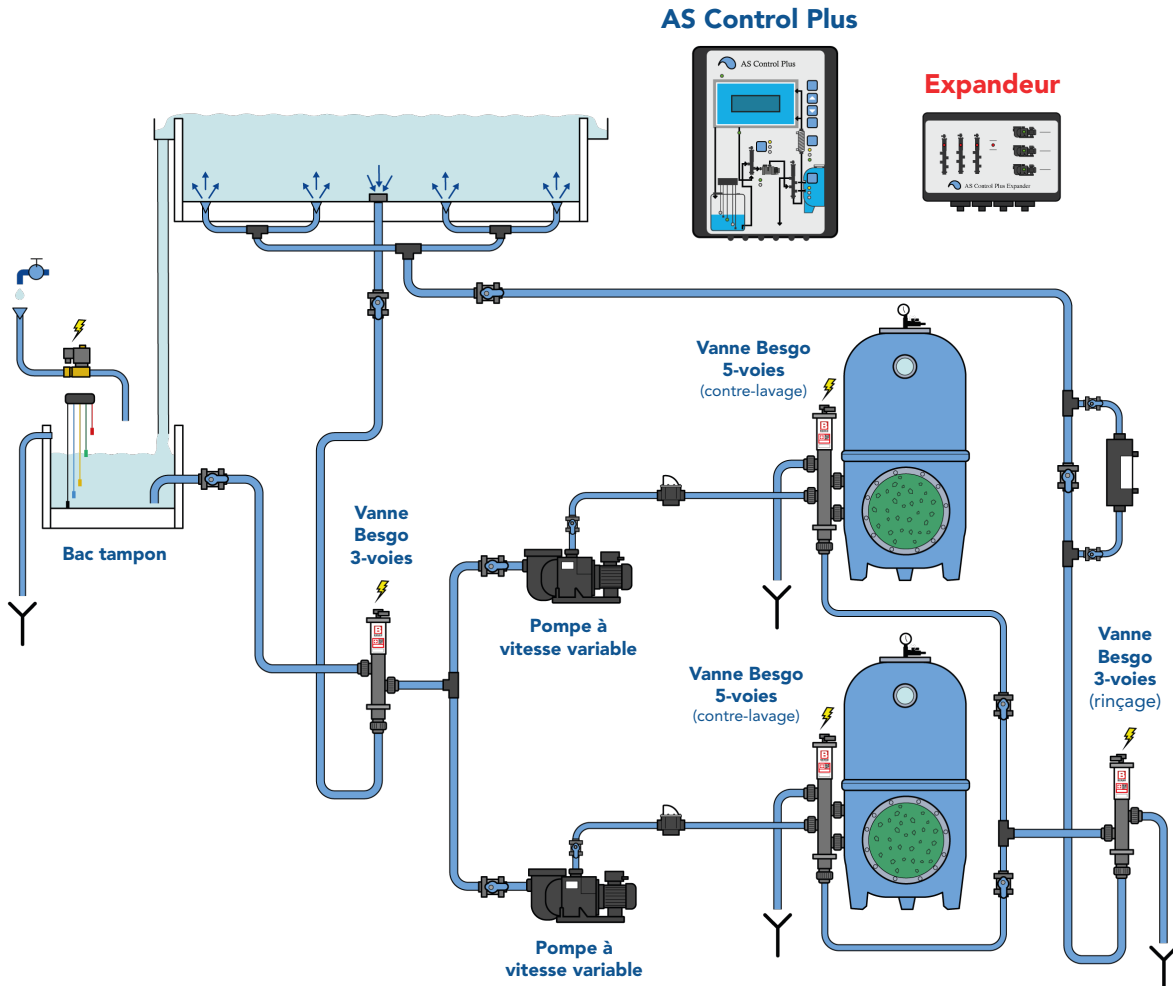 AS Control Plus
AS Control Plus
Expandeur
AS Control Plus Expander
Vanne Besgo
5-voies
(contre-lavage)
B
Bac tampon
Vanne
Besgo
3-voies
B
Pompe à
vitesse variable
Vanne Besgo
5-voies
(contre-lavage)
B
Vanne
Besgo
3-voies
(rinçage)
B
Pompe à
vitesse variable